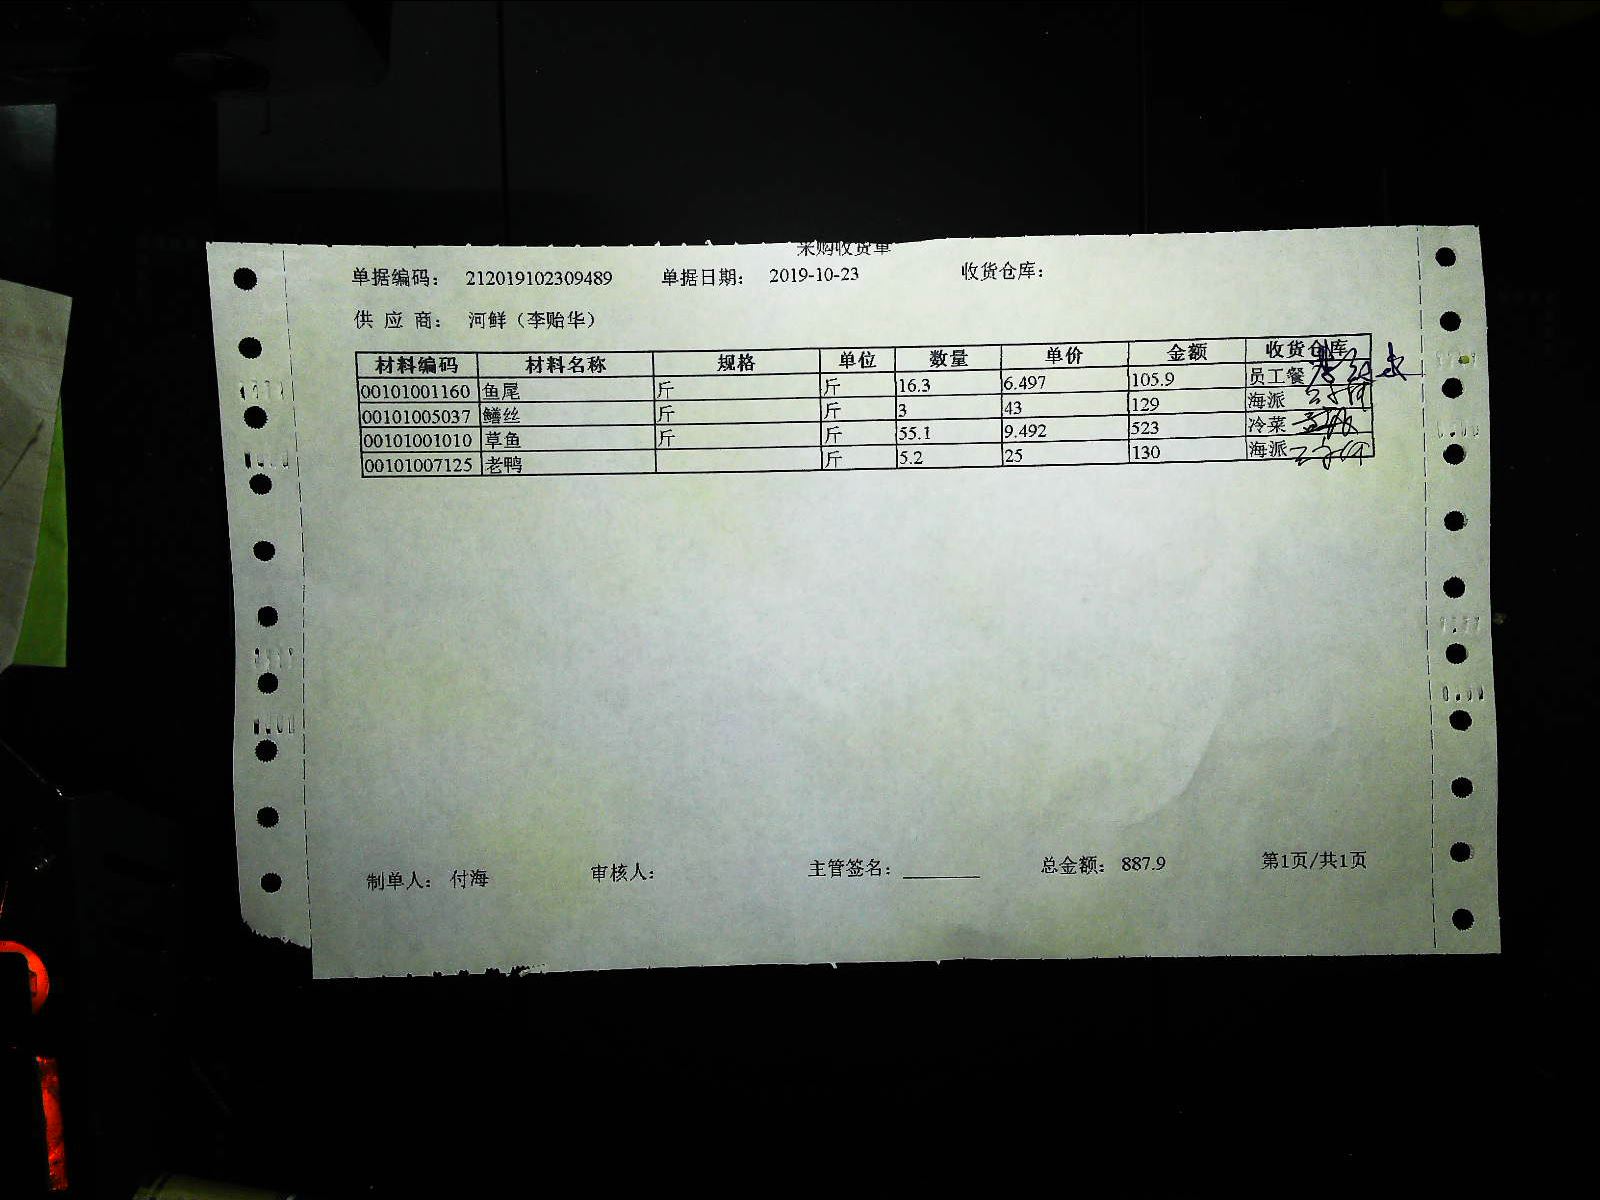 采购收货单
单据编码： 212019102309489 单据日期： 2019-10-23 收货仓库：
供 应 商： 河鲜（李贻华）
材料编码 材料名称 规格 单位 数量 单价 金额 收货仓库
00101001160 鱼尾 斤 斤 16.3 6.497 105.9 员工餐
00101005037 鳝丝 斤 斤 3 43 129 海派
00101001010 草鱼 斤 斤 55.1 9.492 523 冷菜
00101007125 老鸭 斤 5.2 25 130 海派
制单人： 付海 审核人： 主管签名：________ 总金额： 887.9 第1页/共1页